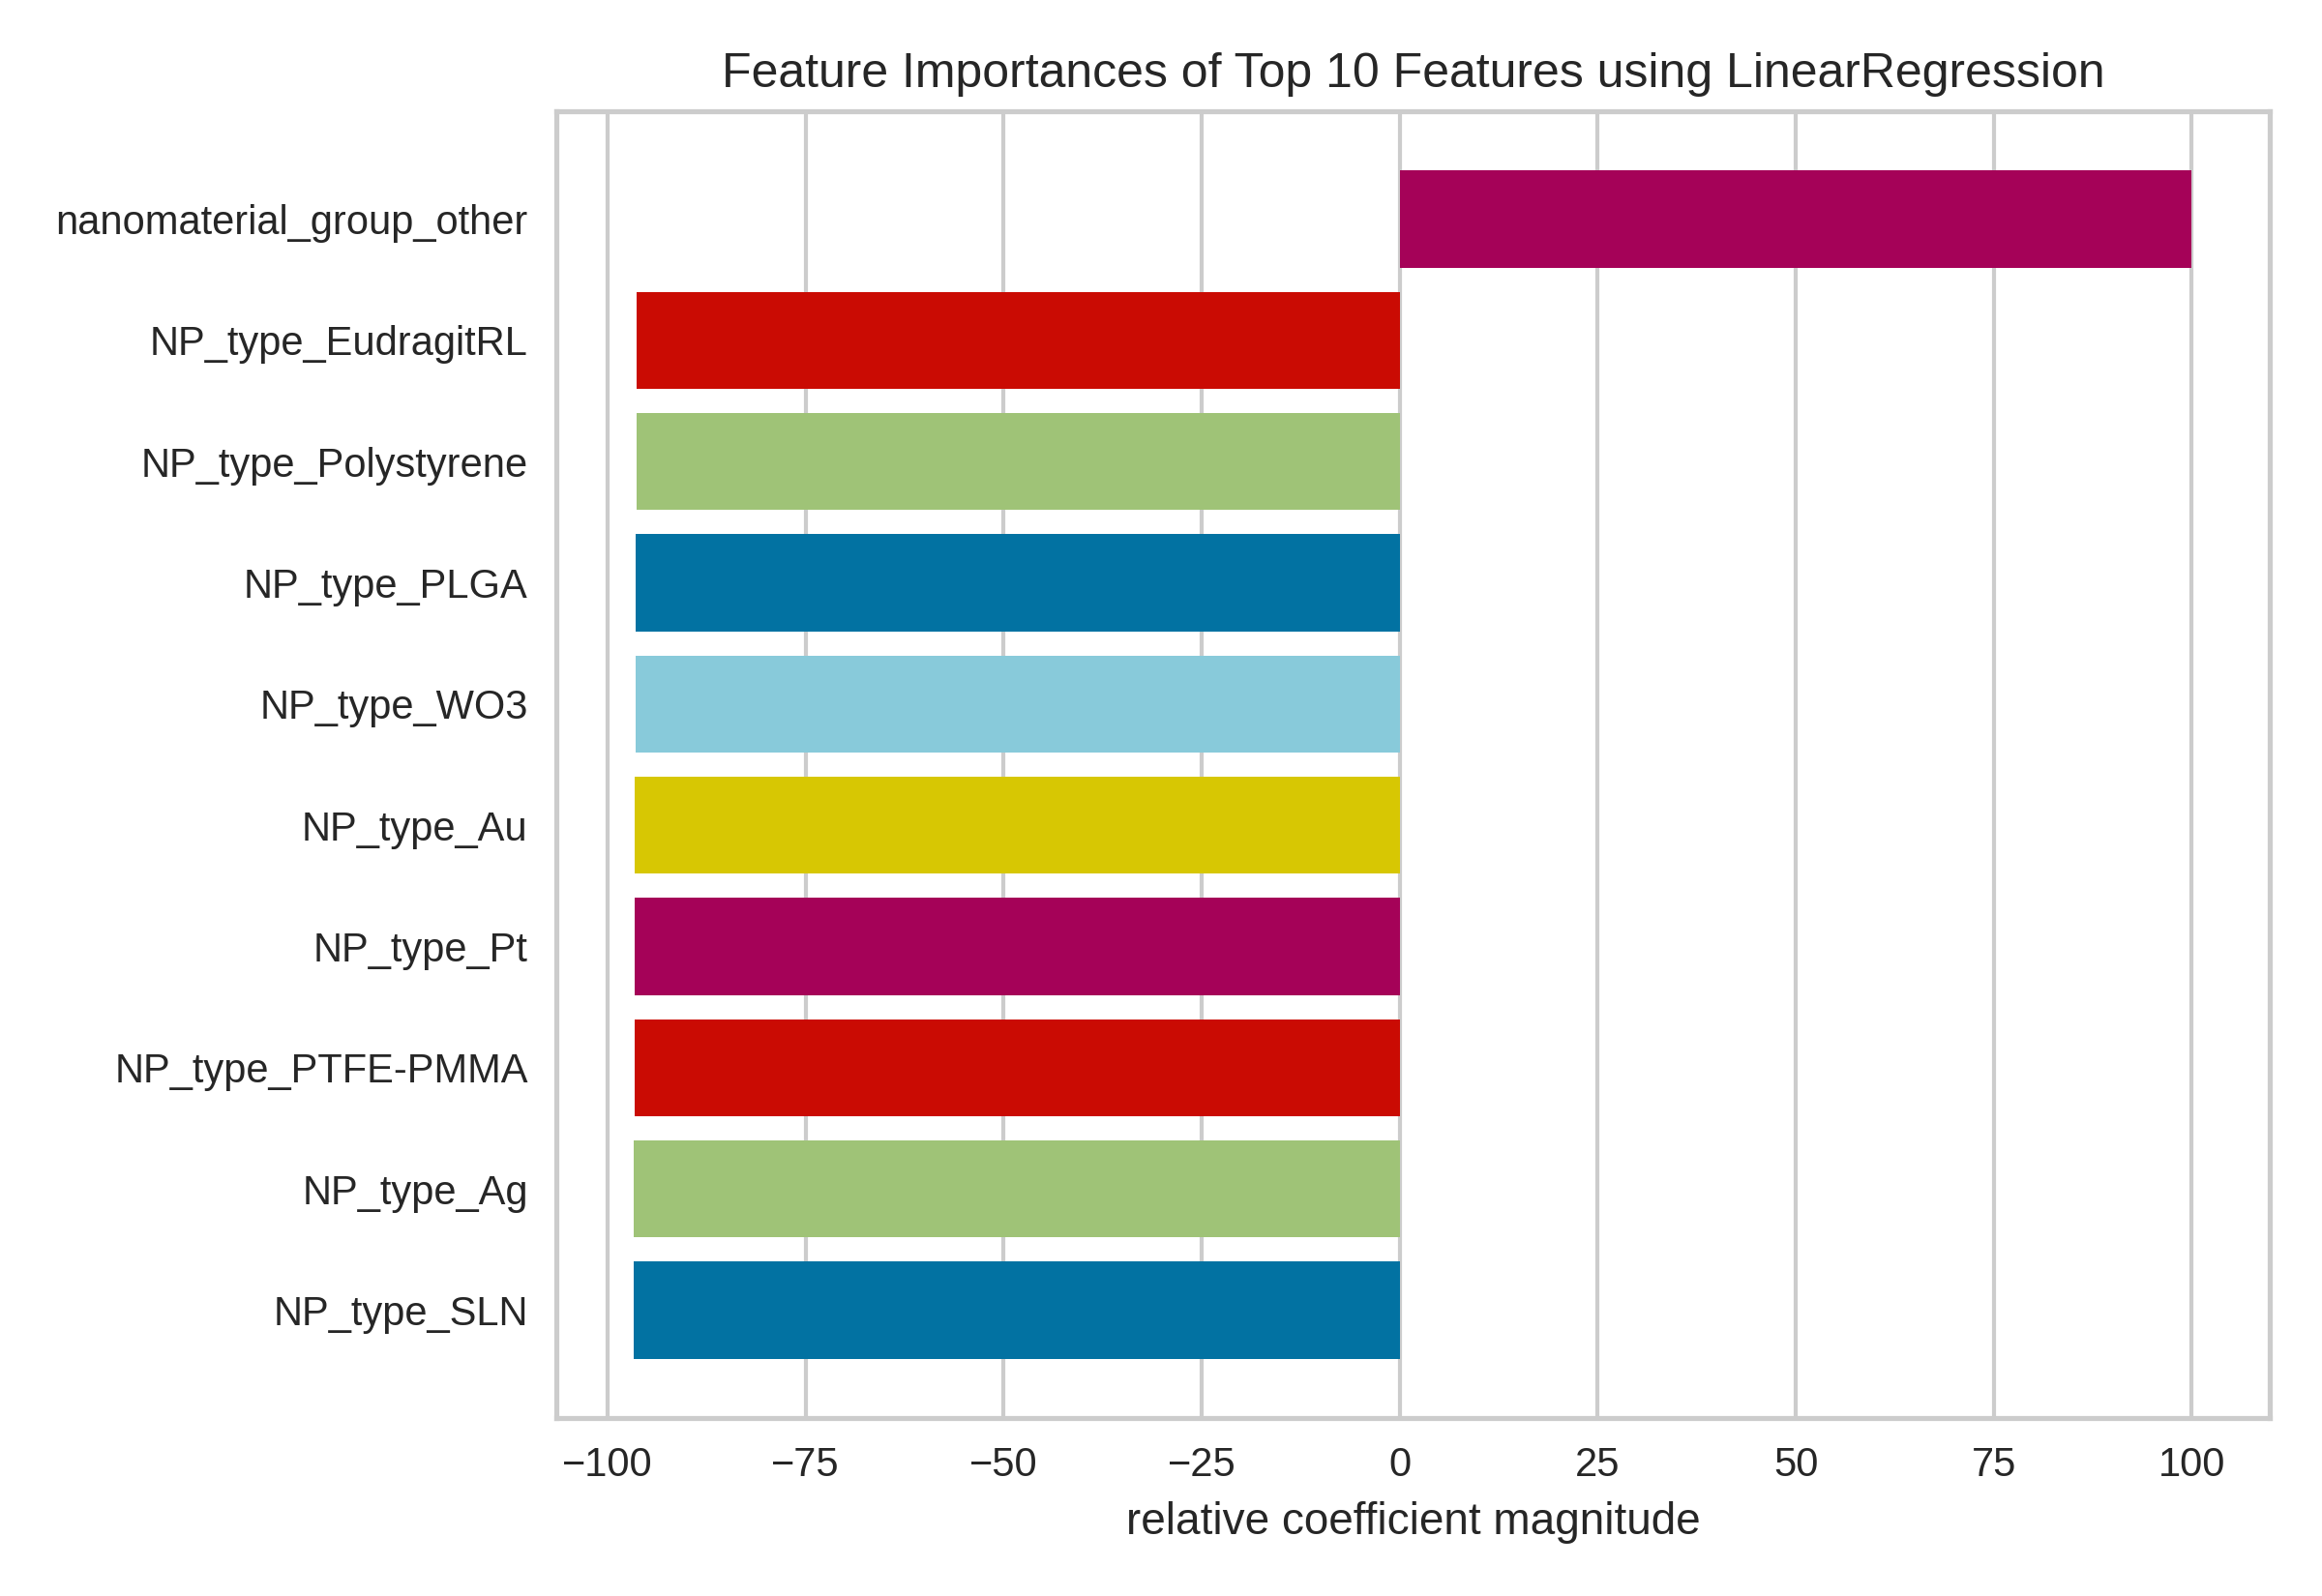 Feature Importances of Top 10 Features using LinearRegression
nanomaterial_group_other
NP_type_EudragitRL
NP_type_Polystyrene
NP_type_PLGA
NP_type_WO3
NP_type_Au
NP_type_Pt
NP_type_PTFE-PMMA
NP_type_Ag
NP_type_SLN
−100 −75 −50 −25 0 25 50 75 100
relative coefficient magnitude